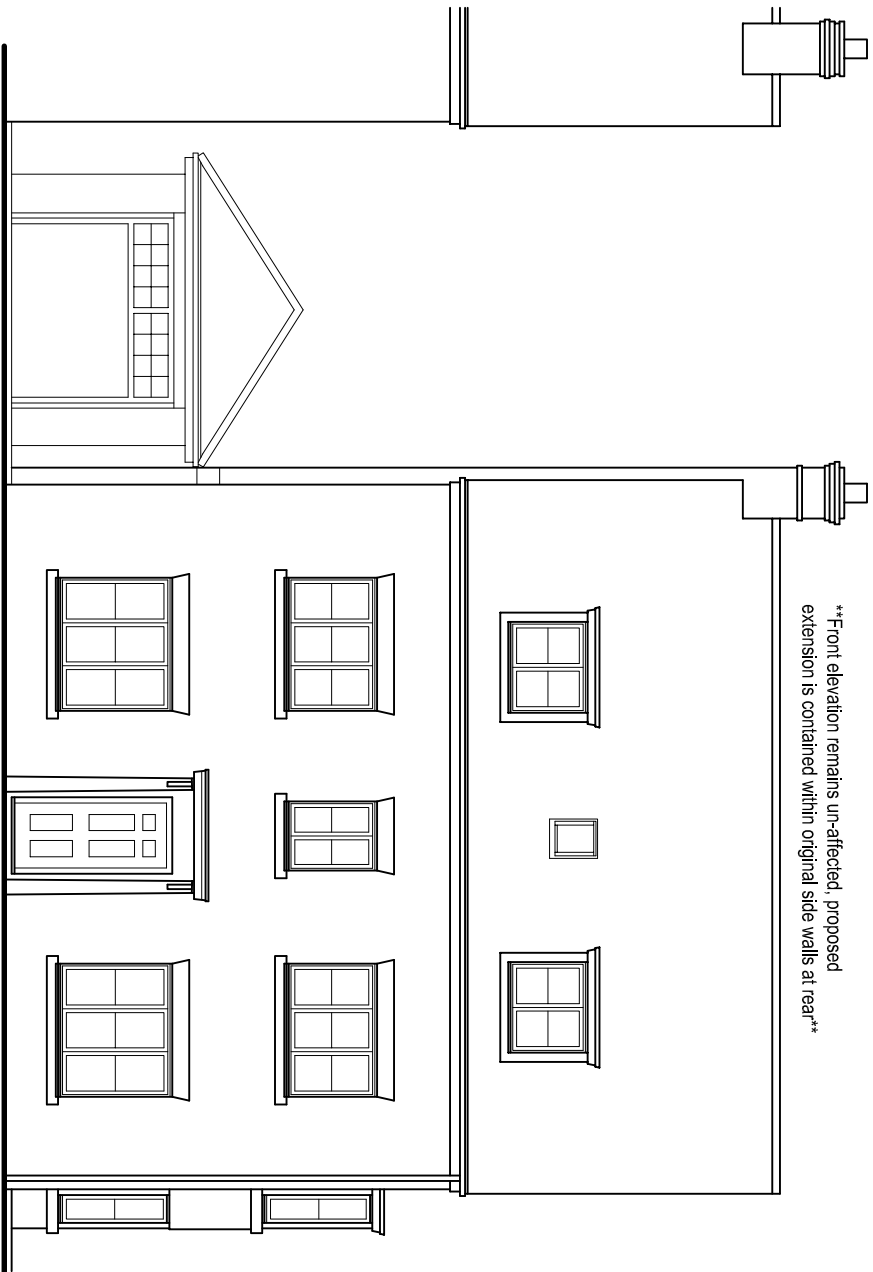 **Front elevation remains un-affected, proposed
extension is contained within original side walls at rear**